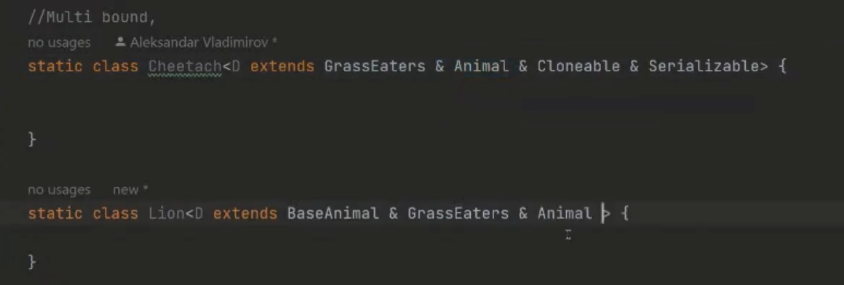 //Multi bound,
no usages Aleksandar Vladimirov *
static class Cheetach<D extends GrassEaters & Animal & Cloneable & Serializable> {
}
no usages new *
static class Lion<D extends BaseAnimal & GrassEaters & Animal > {
}